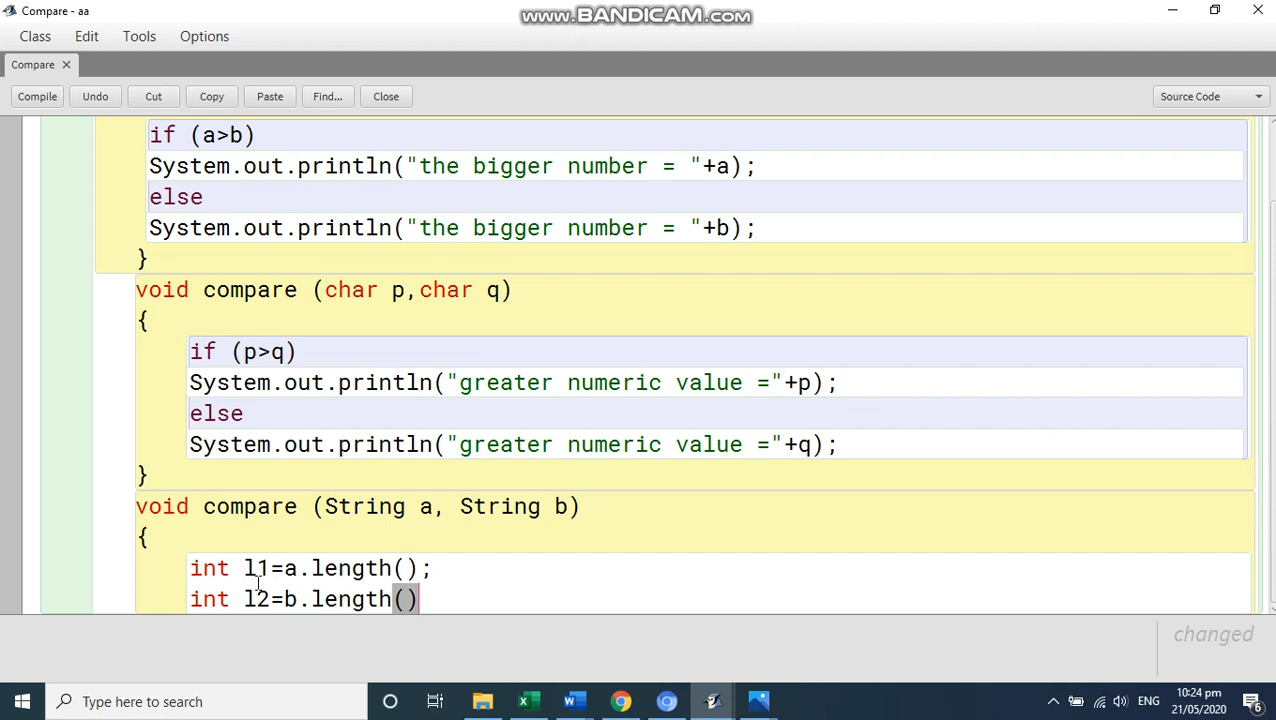 Compare - aa
www.BANDICAM.com
Class Edit Tools Options
Compare ×
Compile Undo Cut Copy Paste Find... Close Source Code
if (a>b)
System.out.println("the bigger number = "+a);
else
System.out.println("the bigger number = "+b);
}
void compare (char p,char q)
{
if (p>q)
System.out.println("greater numeric value ="+p);
else
System.out.println("greater numeric value ="+q);
}
void compare (String a, String b)
{
int l1=a.length();
int l2=b.length()
changed
Type here to search
ENG
10:24 pm
21/05/2020
6